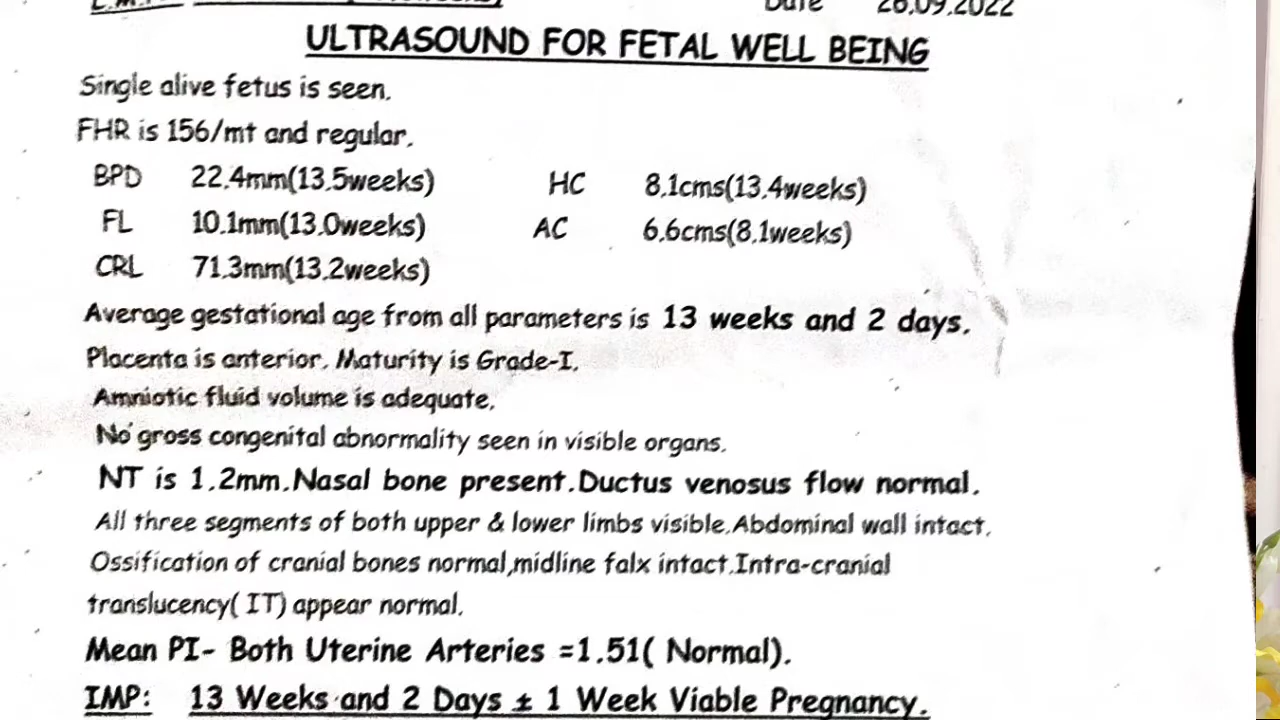 Date 26.09.2022
ULTRASOUND FOR FETAL WELL BEING
Single alive fetus is seen.
FHR is 156/mt and regular.
BPD 22.4mm(13.5weeks) HC 8.1cms(13.4weeks)
FL 10.1mm(13.0weeks) AC 6.6cms(8.1weeks)
CRL 71.3mm(13.2weeks)
Average gestational age from all parameters is 13 weeks and 2 days.
Placenta is anterior. Maturity is Grade-I.
Amniotic fluid volume is adequate.
No gross congenital abnormality seen in visible organs.
NT is 1.2mm.Nasal bone present.Ductus venosus flow normal.
All three segments of both upper & lower limbs visible.Abdominal wall intact.
Ossification of cranial bones normal,midline falx intact.Intra-cranial
translucency( IT) appear normal.
Mean PI- Both Uterine Arteries =1.51( Normal).
IMP: 13 Weeks and 2 Days ± 1 Week Viable Pregnancy.